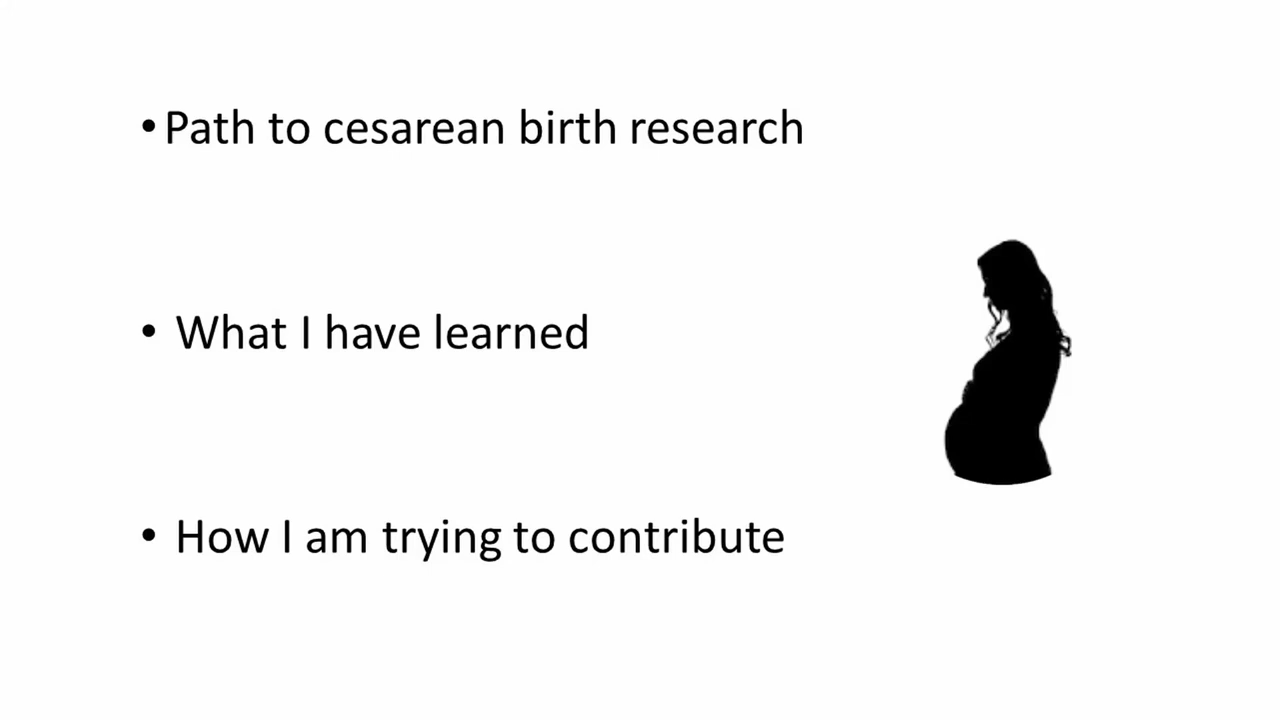 •Path to cesarean birth research
• What I have learned
• How I am trying to contribute